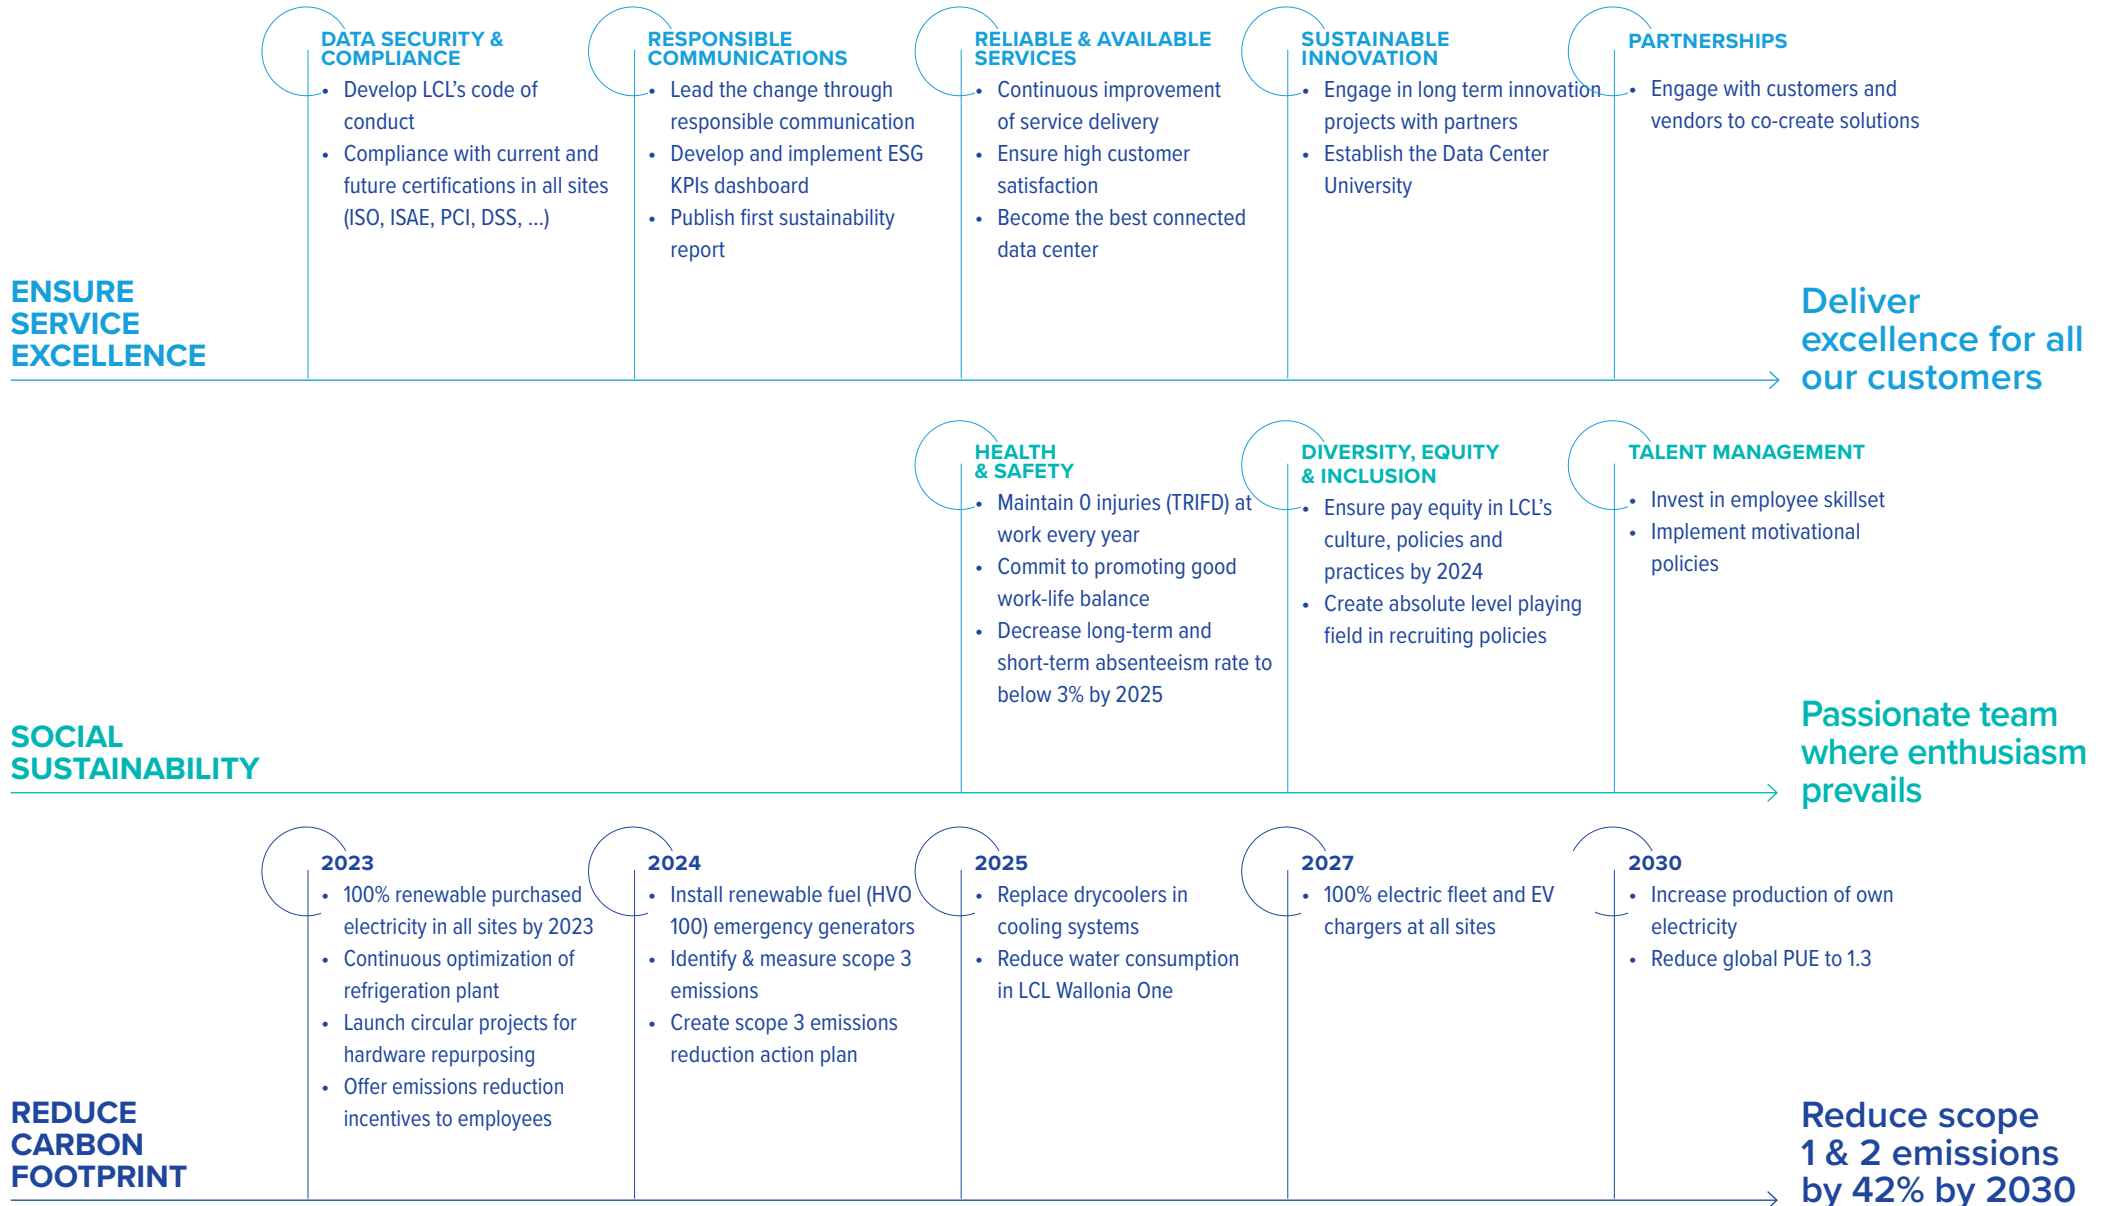 DATA SECURITY &
COMPLIANCE
• Develop LCL’s code of
conduct
• Compliance with current and
future certifications in all sites
(ISO, ISAE, PCI, DSS, ...)
RESPONSIBLE
COMMUNICATIONS
• Lead the change through
responsible communication
• Develop and implement ESG
KPIs dashboard
• Publish first sustainability
report
RELIABLE & AVAILABLE
SERVICES
• Continuous improvement
of service delivery
• Ensure high customer
satisfaction
• Become the best connected
data center
SUSTAINABLE
INNOVATION
• Engage in long term innovation
projects with partners
• Establish the Data Center
University
PARTNERSHIPS
• Engage with customers and
vendors to co-create solutions
ENSURE
SERVICE
EXCELLENCE
Deliver
excellence for all
our customers
HEALTH
& SAFETY
• Maintain 0 injuries (TRIFD) at
work every year
• Commit to promoting good
work-life balance
• Decrease long-term and
short-term absenteeism rate to
below 3% by 2025
DIVERSITY, EQUITY
& INCLUSION
• Ensure pay equity in LCL’s
culture, policies and
practices by 2024
• Create absolute level playing
field in recruiting policies
TALENT MANAGEMENT
• Invest in employee skillset
• Implement motivational
policies
SOCIAL
SUSTAINABILITY
Passionate team
where enthusiasm
prevails
2023
• 100% renewable purchased
electricity in all sites by 2023
• Continuous optimization of
refrigeration plant
• Launch circular projects for
hardware repurposing
• Offer emissions reduction
incentives to employees
2024
• Install renewable fuel (HVO
100) emergency generators
• Identify & measure scope 3
emissions
• Create scope 3 emissions
reduction action plan
2025
• Replace drycoolers in
cooling systems
• Reduce water consumption
in LCL Wallonia One
2027
• 100% electric fleet and EV
chargers at all sites
2030
• Increase production of own
electricity
• Reduce global PUE to 1.3
REDUCE
CARBON
FOOTPRINT
Reduce scope
1 & 2 emissions
by 42% by 2030